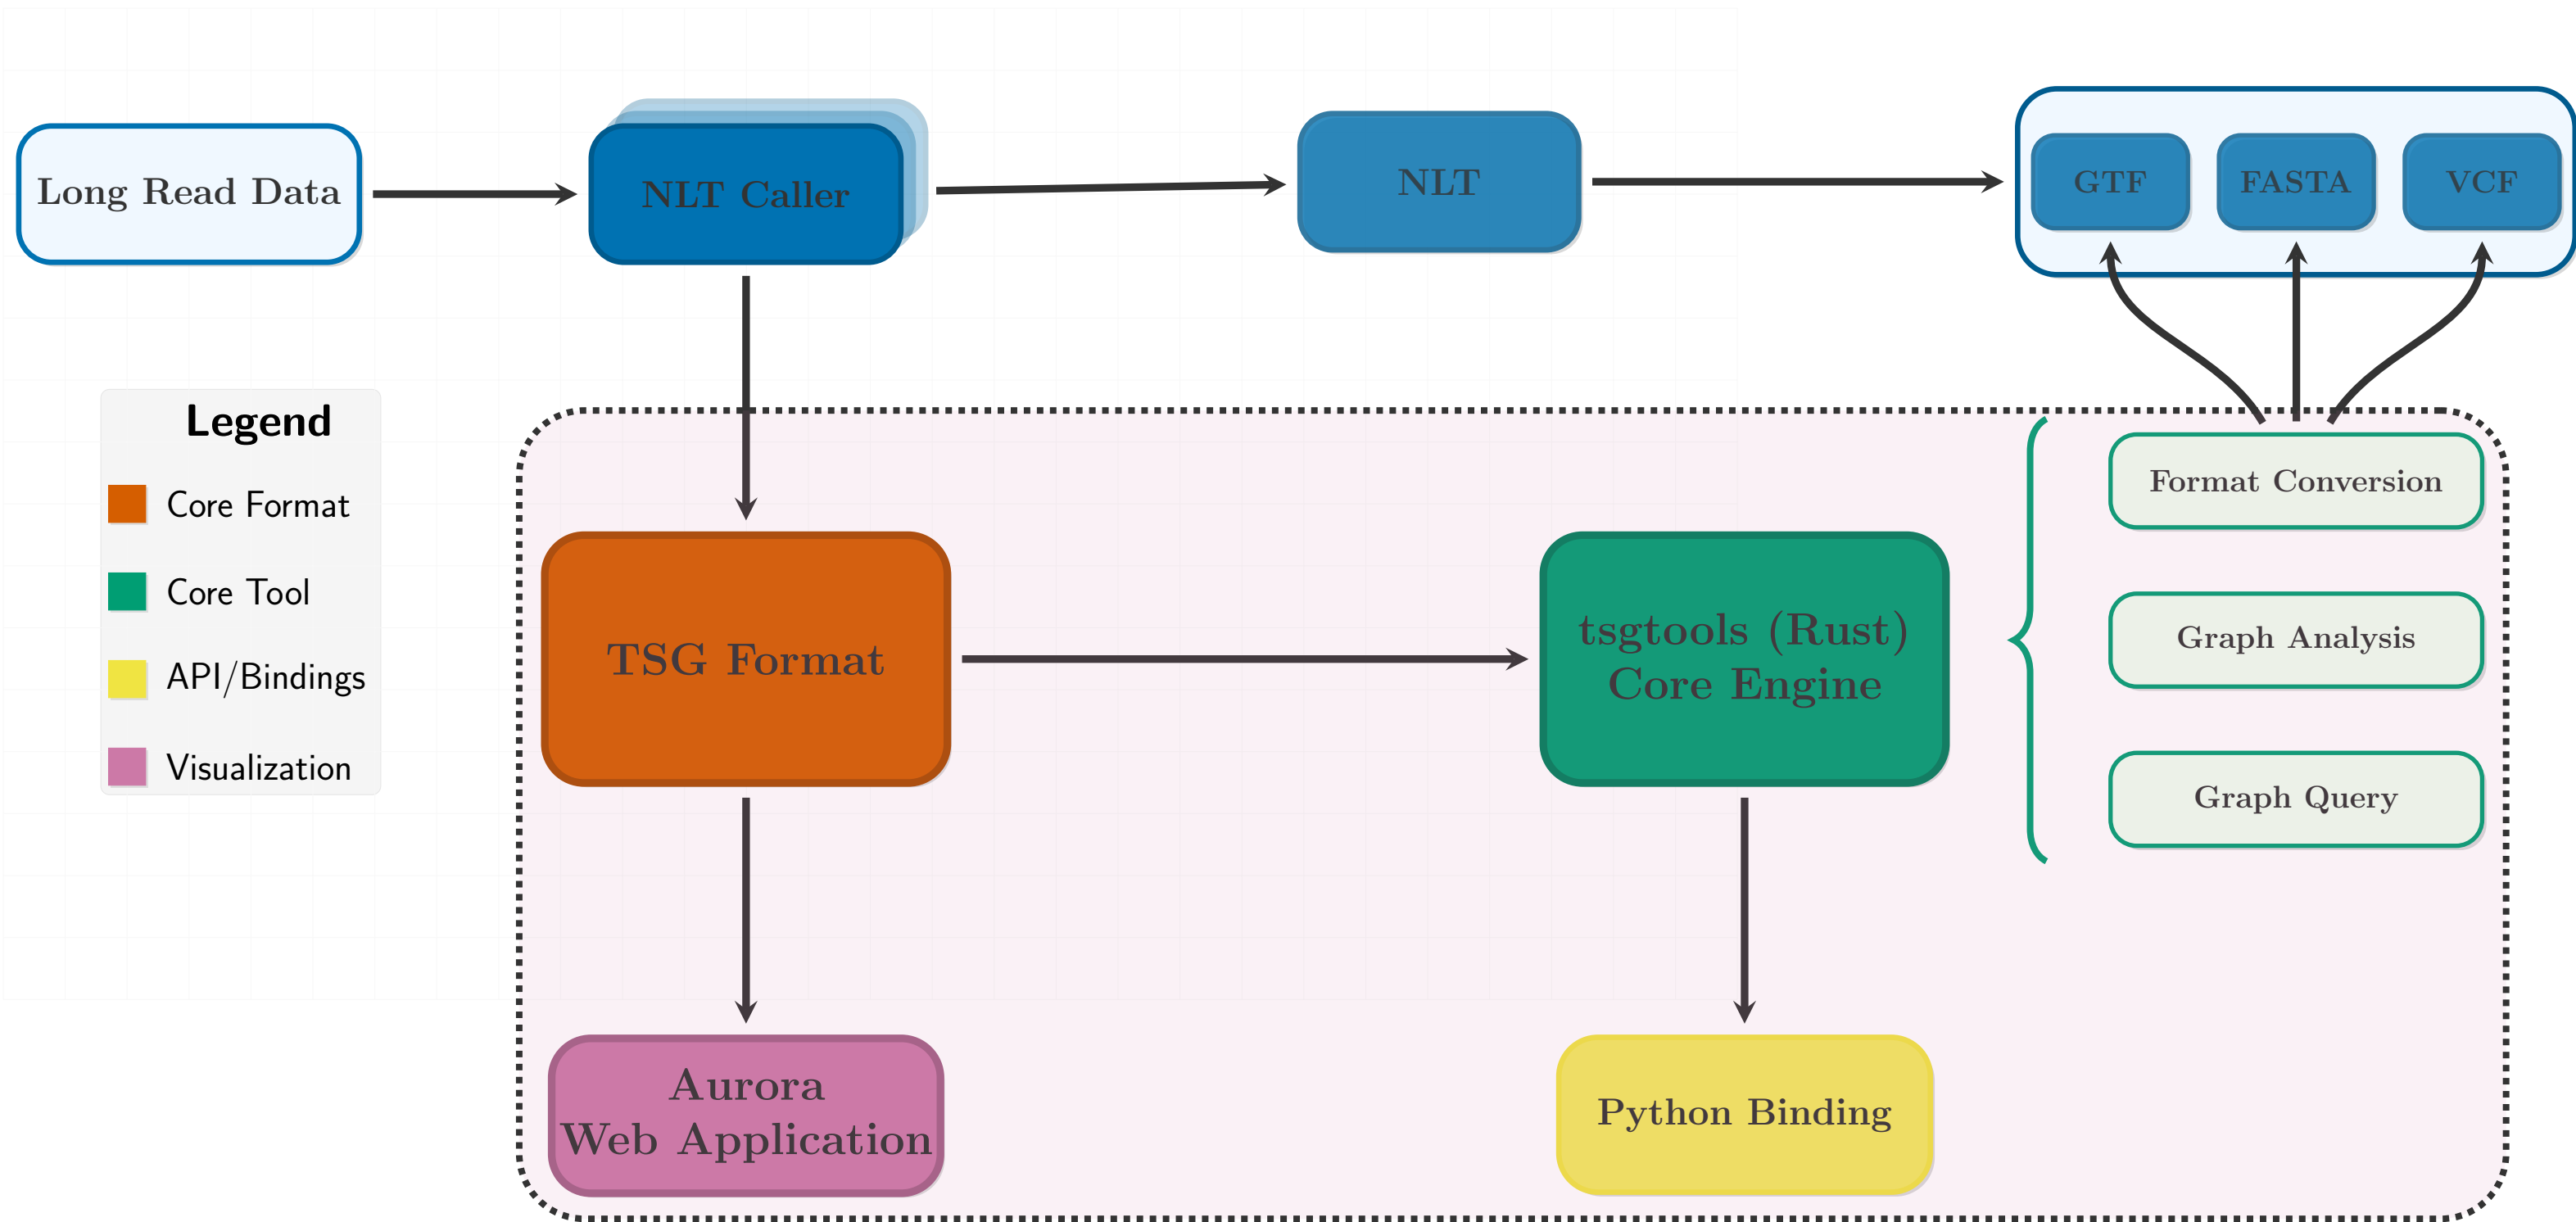 Long Read Data
NLT Caller
NLT
GTF
FASTA
VCF
Legend
Core Format
Core Tool
API/Bindings
Visualization
TSG Format
tsgtools (Rust)
Core Engine
Format Conversion
Graph Analysis
Graph Query
Aurora
Web Application
Python Binding